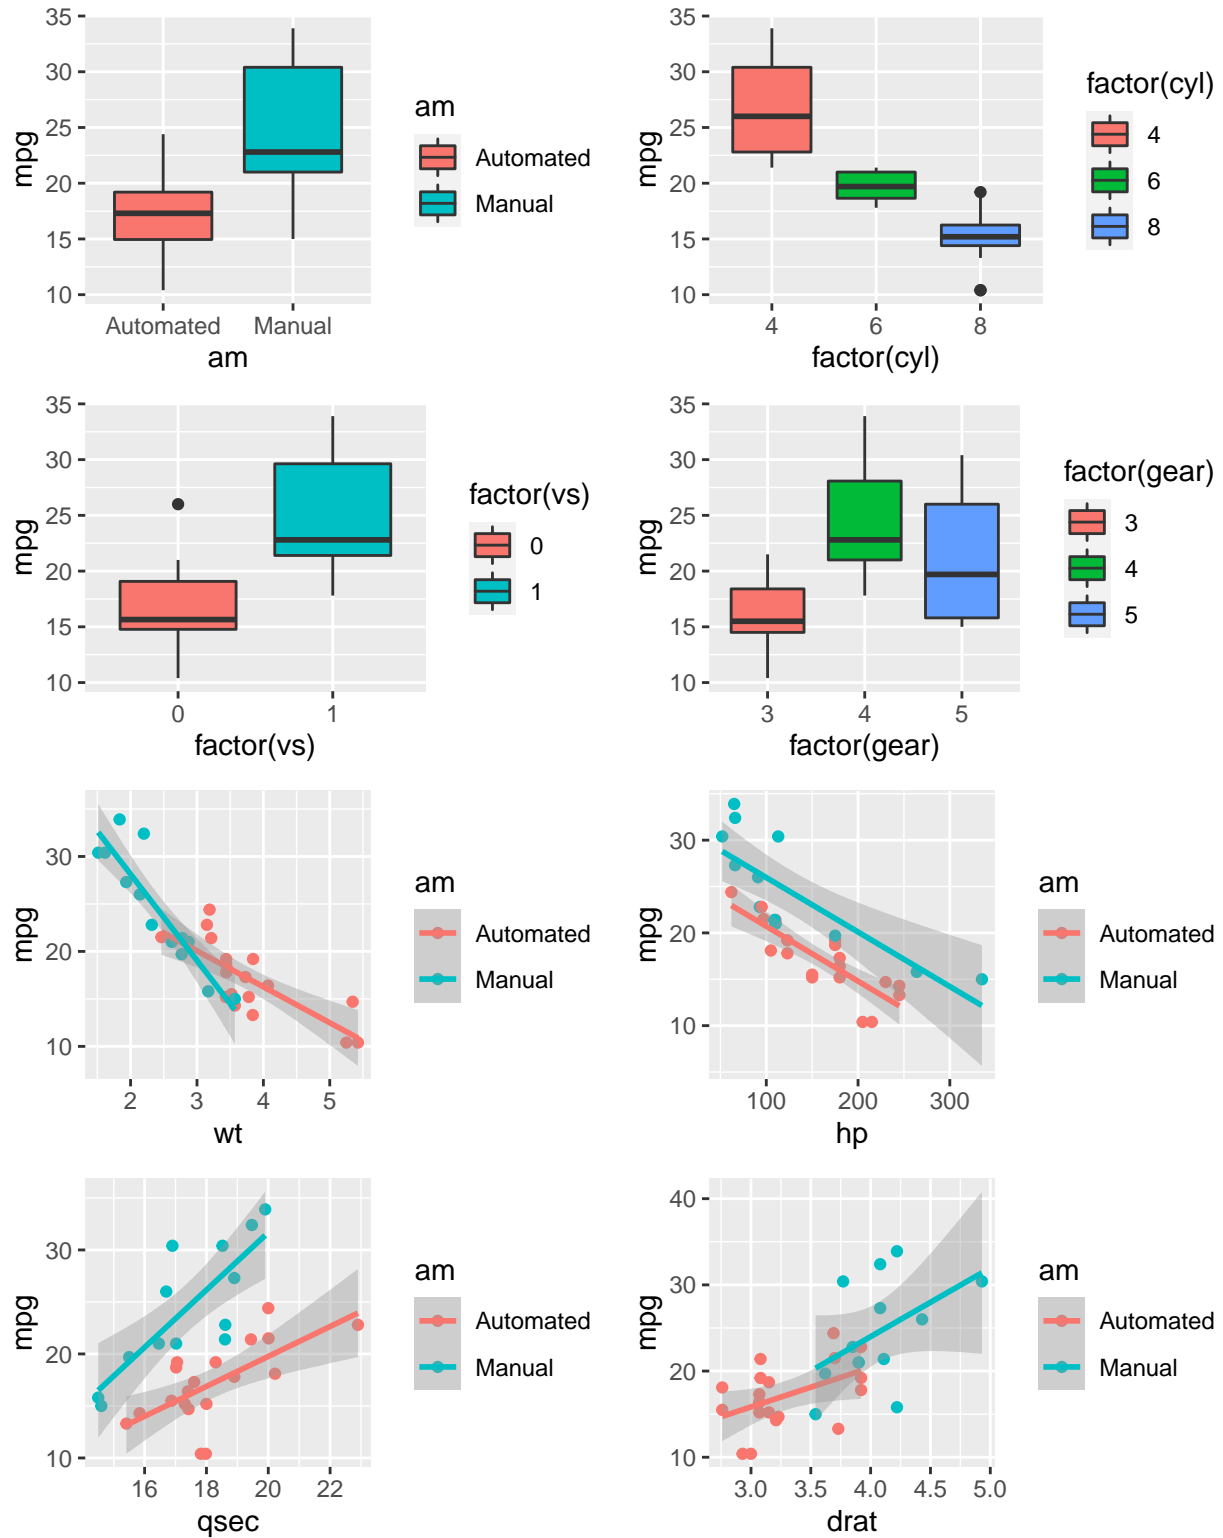 35
30
25
20
15
10
mpg
Automated Manual
am
am
Automated
Manual
35
30
25
20
15
10
mpg
4 6 8
factor(cyl)
factor(cyl)
4
6
8
35
30
25
20
15
10
mpg
0 1
factor(vs)
factor(vs)
0
1
35
30
25
20
15
10
mpg
3 4 5
factor(gear)
factor(gear)
3
4
5
30
20
10
mpg
2 3 4 5
wt
am
Automated
Manual
30
20
10
mpg
100 200 300
hp
am
Automated
Manual
30
20
10
mpg
16 18 20 22
qsec
am
Automated
Manual
40
30
20
10
mpg
3.0 3.5 4.0 4.5 5.0
drat
am
Automated
Manual